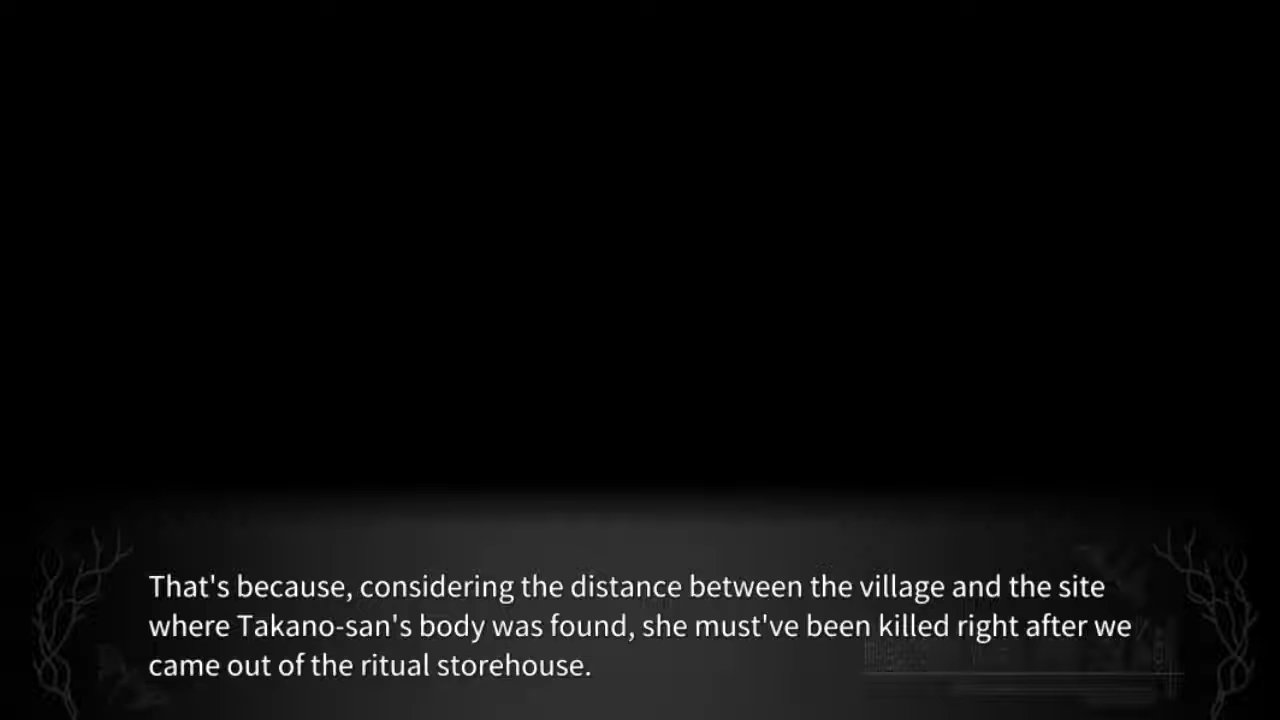 That's because, considering the distance between the village and the site
where Takano-san's body was found, she must've been killed right after we
came out of the ritual storehouse.